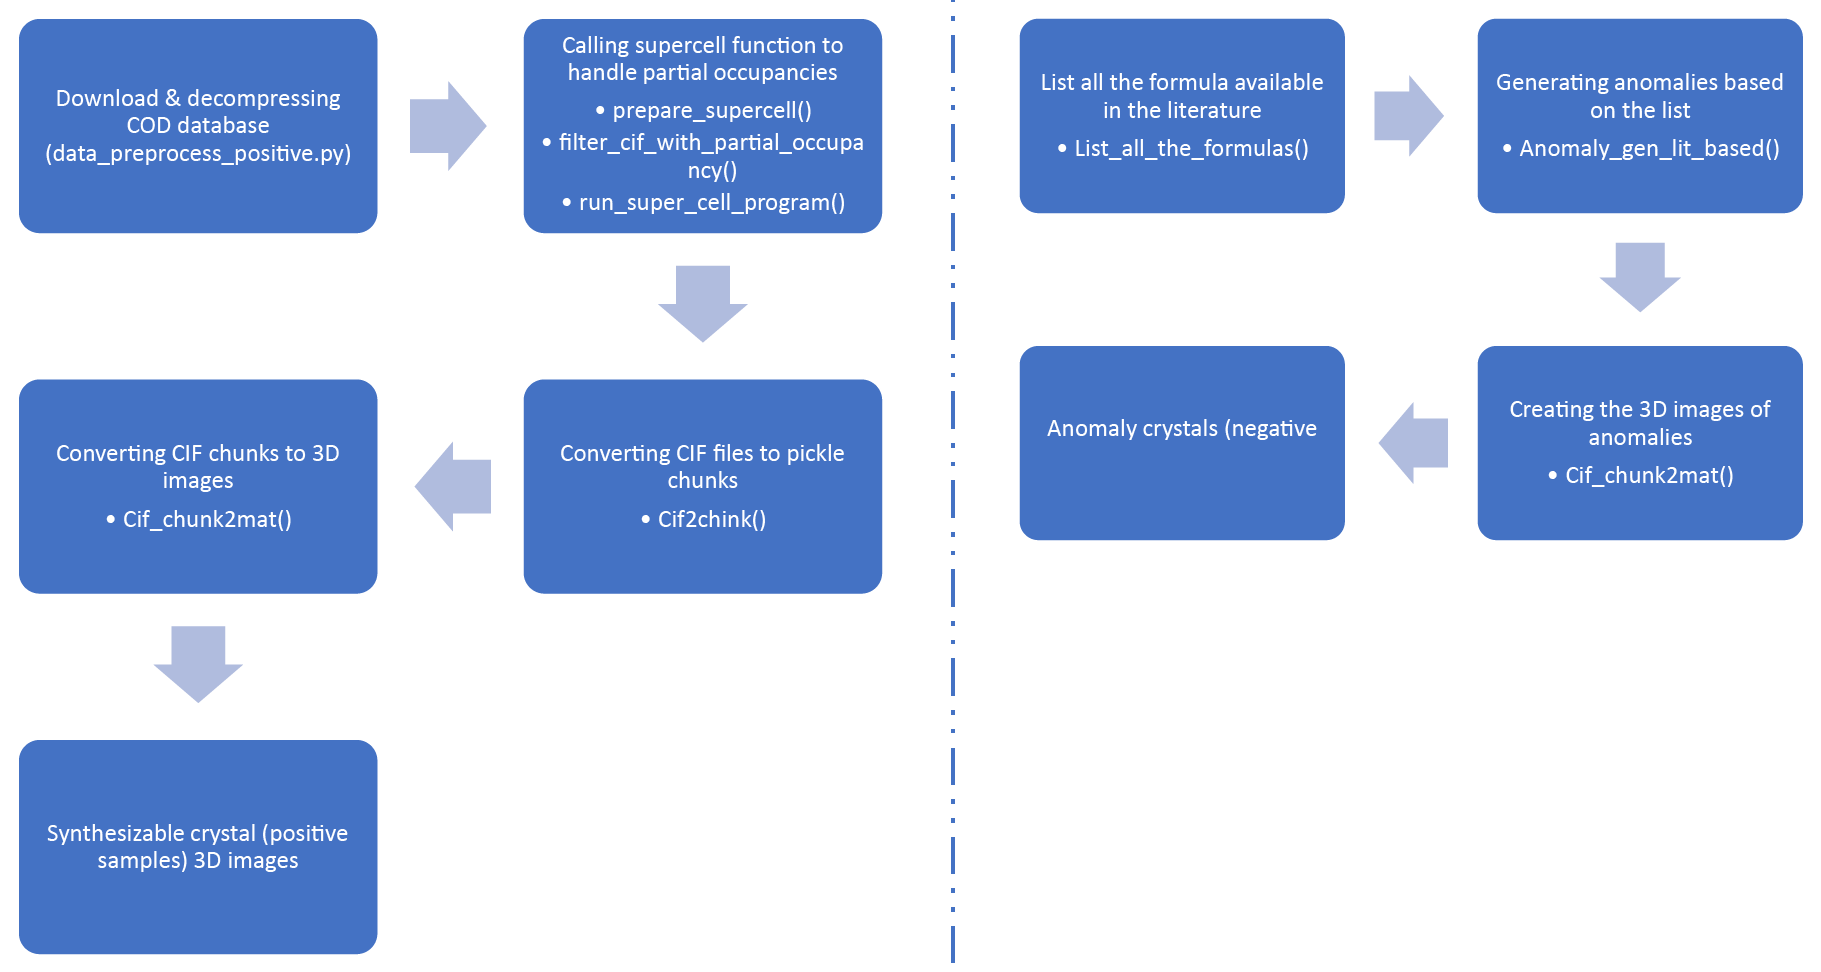 Download & decompressing
COD database
(data_preprocess_positive.py)
Calling supercell function to
handle partial occupancies
• prepare_supercell()
• filter_cif_with_partial_occupa
ncy()
• run_super_cell_program()
Converting CIF files to pickle
chunks
• Cif2chink()
Converting CIF chunks to 3D
images
• Cif_chunk2mat()
Synthesizable crystal (positive
samples) 3D images
List all the formula available
in the literature
• List_all_the_formulas()
Generating anomalies based
on the list
• Anomaly_gen_lit_based()
Creating the 3D images of
anomalies
• Cif_chunk2mat()
Anomaly crystals (negative